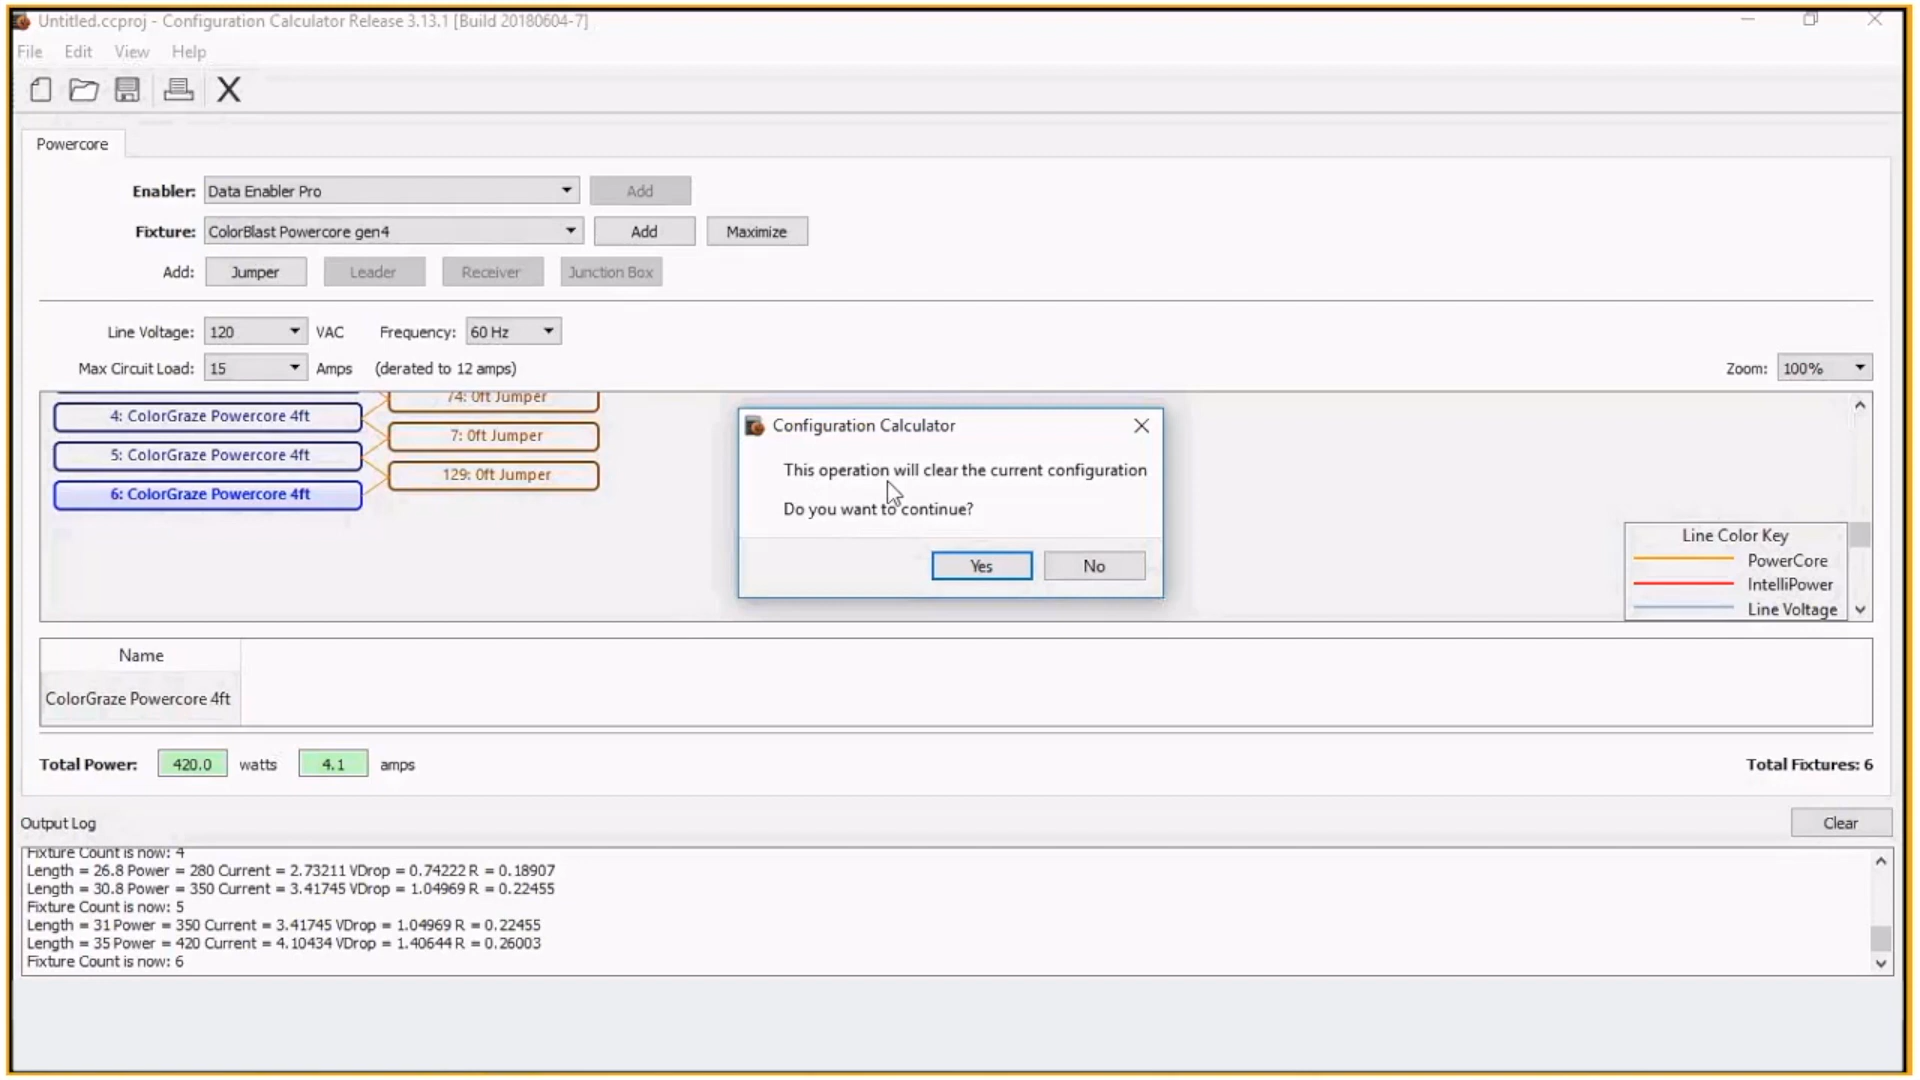 Untitled.ccproj - Configuration Calculator Release 3.13.1 [Build 20180604-7]
File Edit View Help
Powercore
Enabler: Data Enabler Pro Add
Fixture: ColorBlast Powercore gen4 Add Maximize
Add: Jumper Leader Receiver Junction Box
Line Voltage: 120 VAC Frequency: 60 Hz
Max Circuit Load: 15 Amps (derated to 12 amps) Zoom: 100%
74: 0ft Jumper
4: ColorGraze Powercore 4ft
7: 0ft Jumper
5: ColorGraze Powercore 4ft
129: 0ft Jumper
6: ColorGraze Powercore 4ft
Configuration Calculator
This operation will clear the current configuration
Do you want to continue?
Yes No
Line Color Key
PowerCore
IntelliPower
Line Voltage
Name
ColorGraze Powercore 4ft
Total Power: 420.0 watts 4.1 amps Total Fixtures: 6
Output Log Clear
Fixture Count is now: 4
Length = 26.8 Power = 280 Current = 2.73211 VDrop = 0.74222 R = 0.18907
Length = 30.8 Power = 350 Current = 3.41745 VDrop = 1.04969 R = 0.22455
Fixture Count is now: 5
Length = 31 Power = 350 Current = 3.41745 VDrop = 1.04969 R = 0.22455
Length = 35 Power = 420 Current = 4.10434 VDrop = 1.40644 R = 0.26003
Fixture Count is now: 6